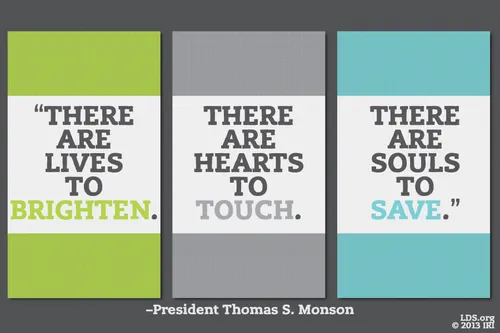 “THERE
ARE
LIVES
TO
BRIGHTEN.
THERE
ARE
HEARTS
TO
TOUCH.
THERE
ARE
SOULS
TO
SAVE.”
–President Thomas S. Monson
LDS.org
© 2013 IRI